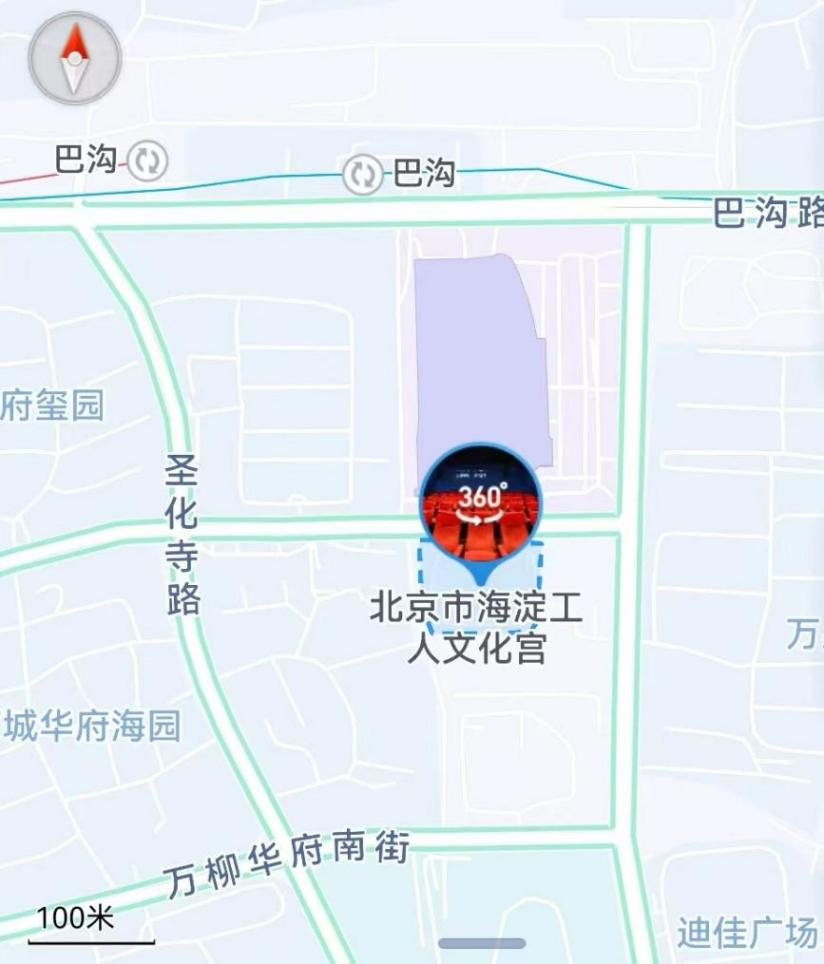 巴沟
巴沟
巴沟路
府玺园
圣化寺路
360°
北京市海淀工
人文化宫
万
城华府海园
万柳华府南街
100米
迪佳广场